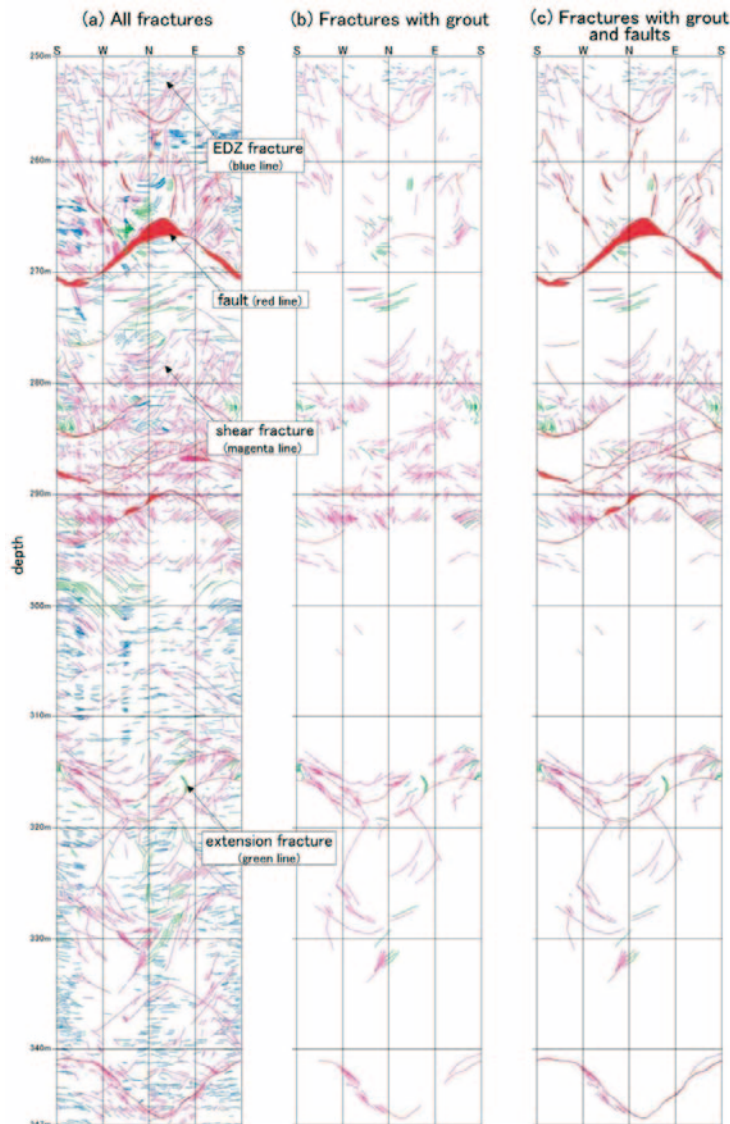 (a) All fractures
(b) Fractures with grout
(c) Fractures with grout
and faults
S W N E S
S W N E S
S W N E S
250m
EDZ fracture
(blue line)
260m
270m
fault (red line)
280m
shear fracture
(magenta line)
290m
depth
300m
310m
320m
extension fracture
(green line)
330m
340m